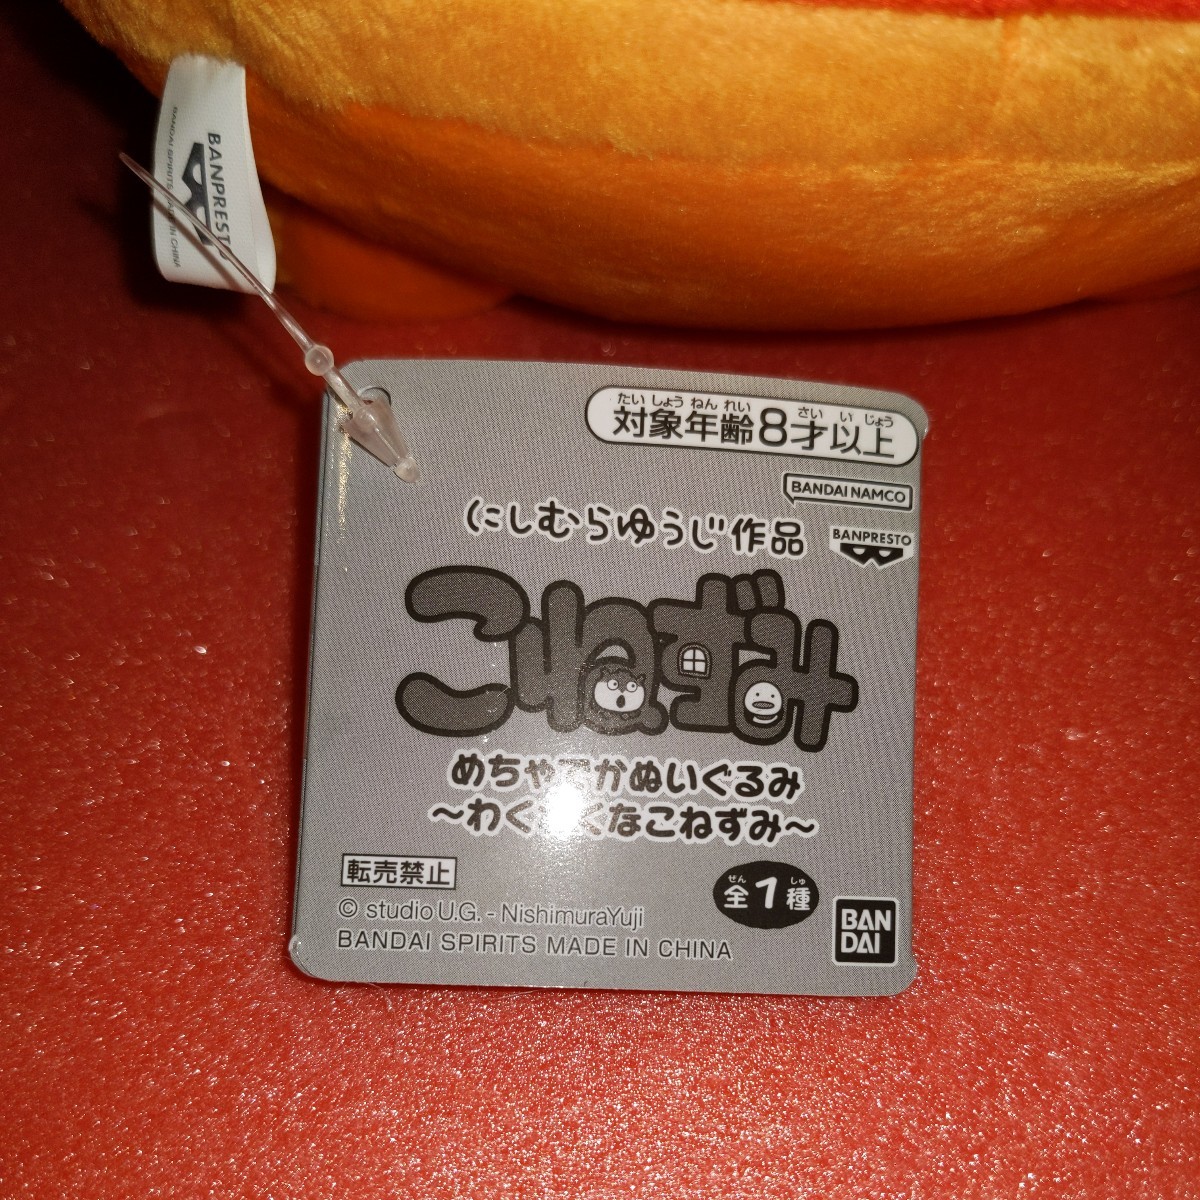 BANPRESTO
たい しょう ねん れい さい い じょう
対象年齢8才以上
BANDAI NAMCO
にしむらゆうじ作品
BANPRESTO
こねずみ
めちゃでかぬいぐるみ
～わくわくなこねずみ～
転売禁止
ぜん しゅ
全1種
© studio U.G. - NishimuraYuji
BANDAI SPIRITS MADE IN CHINA
BAN
DAI